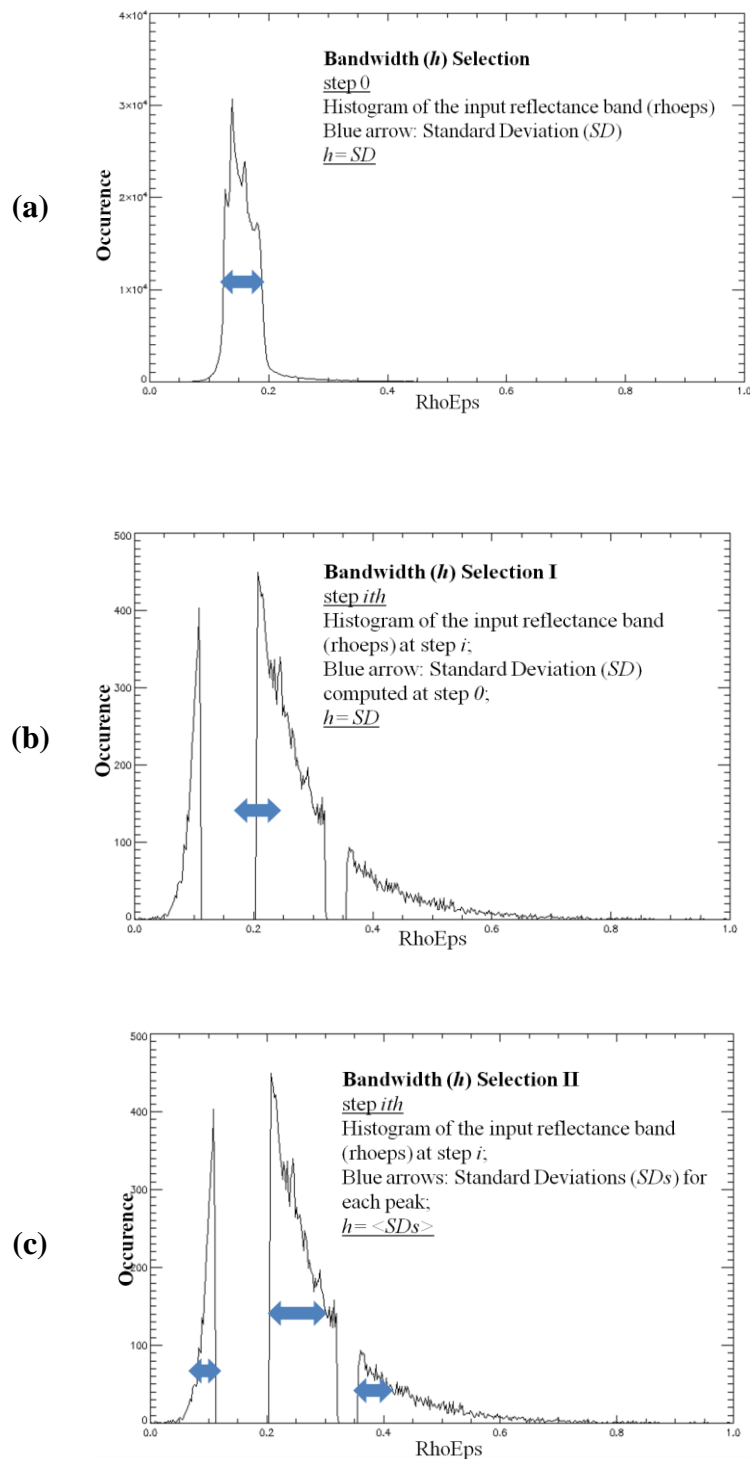 4×10⁴
3×10⁴
2×10⁴
1×10⁴
0
(a)
Occurence
Bandwidth (h) Selection
step 0
Histogram of the input reflectance band (rhoeps)
Blue arrow: Standard Deviation (SD)
h= SD
0.0 0.2 0.4 0.6 0.8 1.0
RhoEps
500
400
300
200
100
0
(b)
Occurence
Bandwidth (h) Selection I
step ith
Histogram of the input reflectance band
(rhoeps) at step i;
Blue arrow: Standard Deviation (SD)
computed at step 0;
h= SD
0.0 0.2 0.4 0.6 0.8 1.0
RhoEps
500
400
300
200
100
0
(c)
Occurence
Bandwidth (h) Selection II
step ith
Histogram of the input reflectance band
(rhoeps) at step i;
Blue arrows: Standard Deviations (SDs) for
each peak;
h= <SDs>
0.0 0.2 0.4 0.6 0.8 1.0
RhoEps